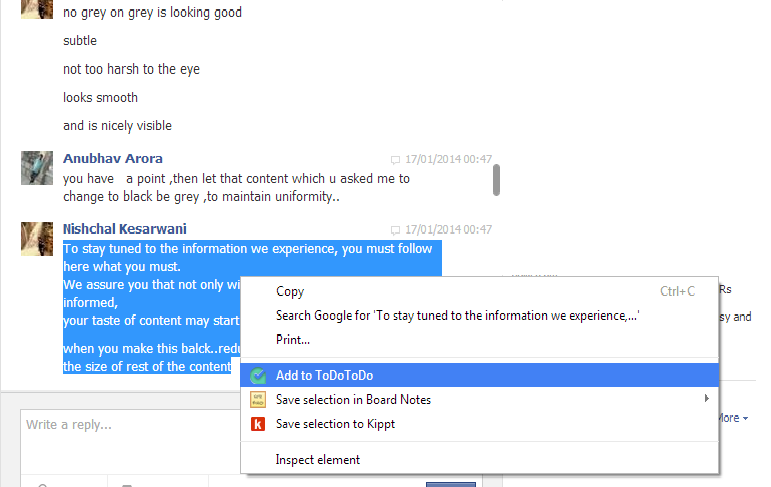 no grey on grey is looking good
subtle
not too harsh to the eye
looks smooth
and is nicely visible
Anubhav Arora 17/01/2014 00:47
you have a point ,then let that content which u asked me to
change to black be grey ,to maintain uniformity..
Nishchal Kesarwani 17/01/2014 00:47
To stay tuned to the information we experience, you must follow
here what you must.
We assure you that not only wi
informed,
your taste of content may start
when you make this balck..redu
the size of rest of the content
Copy Ctrl+C
Search Google for 'To stay tuned to the information we experience,...'
Print...
Add to ToDoToDo
Save selection in Board Notes
Save selection to Kippt
Inspect element
Rs
sy and
More
Write a reply...